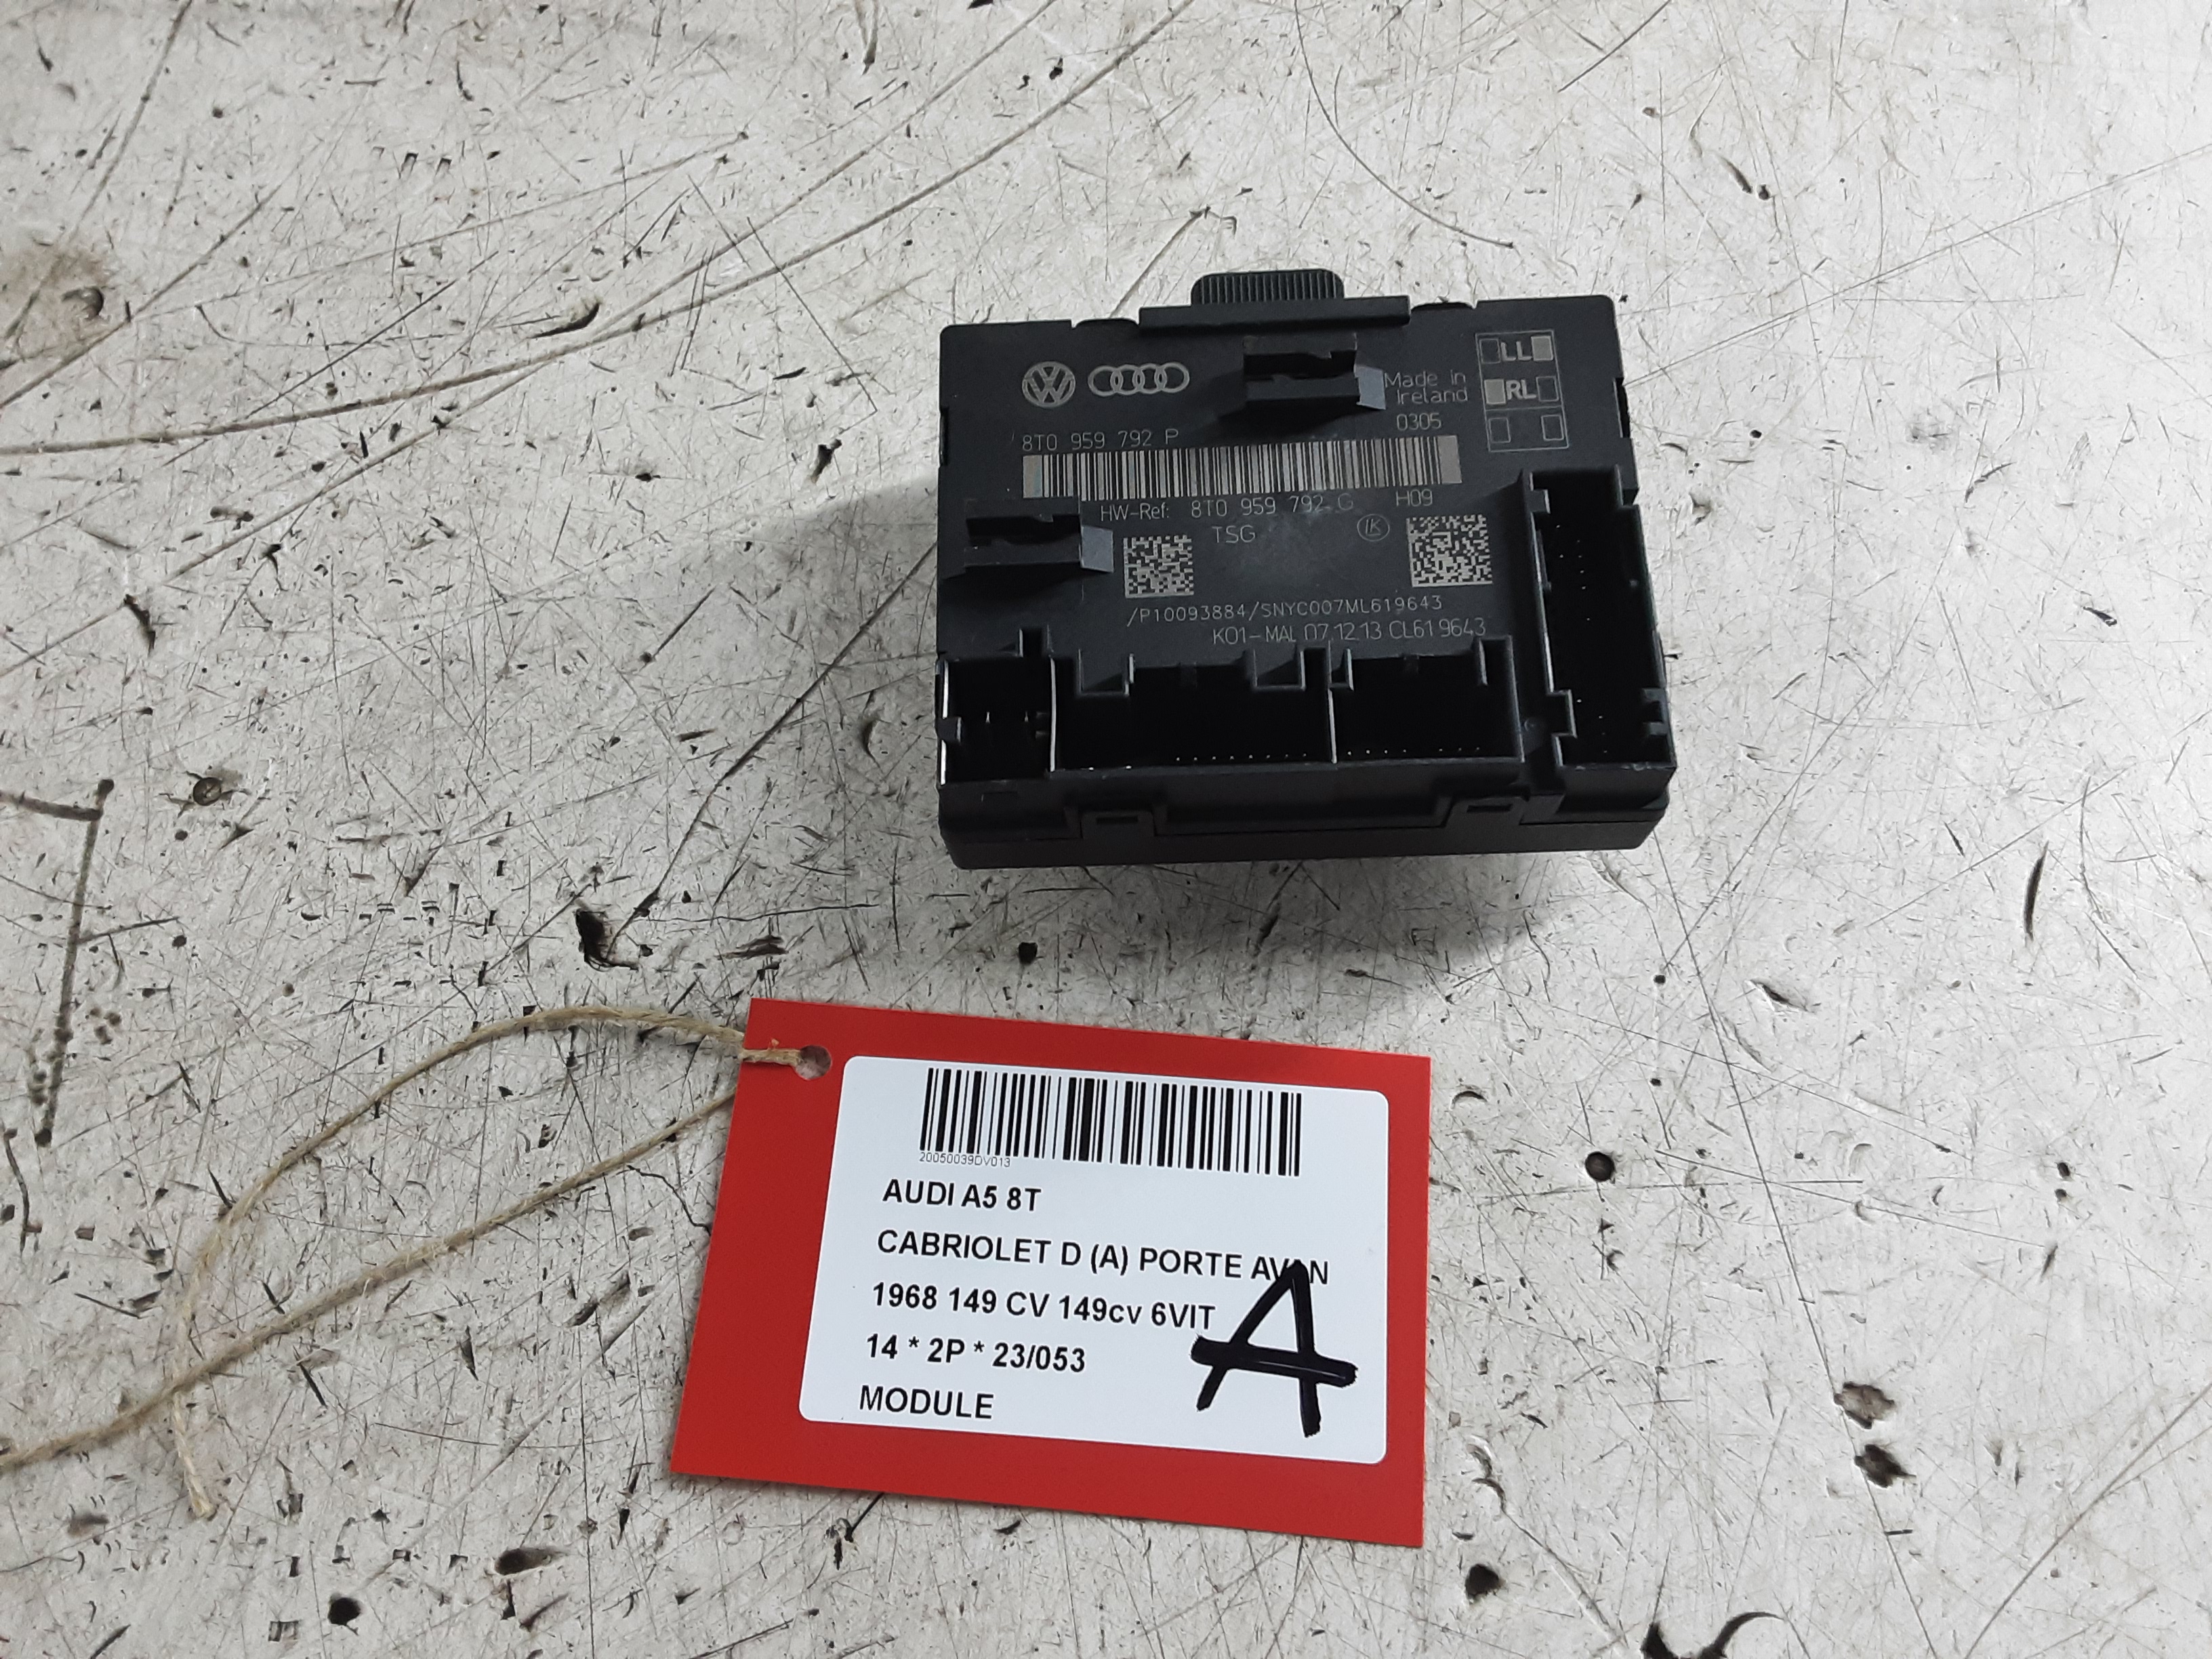 8T0 959 792 P
Made in
Ireland
0305
LL
RL
HW-Ref: 8T0 959 792 G H09
TSG
IK
/P10093884/SNYC007ML619643
K01-MAL 07.12.13 CL619643
20050039DV013
AUDI A5 8T
CABRIOLET D (A) PORTE AVAN
1968 149 CV 149cv 6VIT
14 * 2P * 23/053
MODULE
A